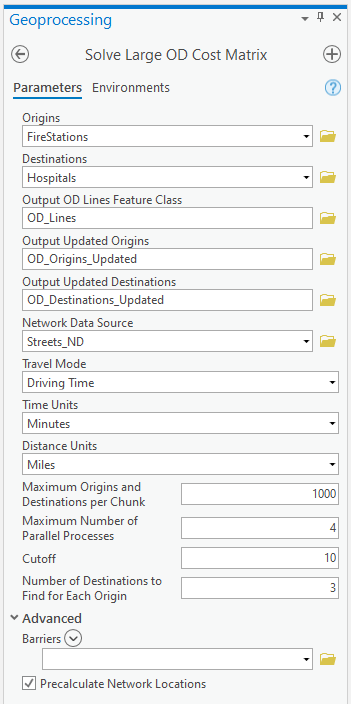 Geoprocessing
Solve Large OD Cost Matrix
Parameters Environments
?
Origins
FireStations
Destinations
Hospitals
Output OD Lines Feature Class
OD_Lines
Output Updated Origins
OD_Origins_Updated
Output Updated Destinations
OD_Destinations_Updated
Network Data Source
Streets_ND
Travel Mode
Driving Time
Time Units
Minutes
Distance Units
Miles
Maximum Origins and
Destinations per Chunk 1000
Maximum Number of
Parallel Processes 4
Cutoff 10
Number of Destinations to
Find for Each Origin 3
Advanced
Barriers
Precalculate Network Locations